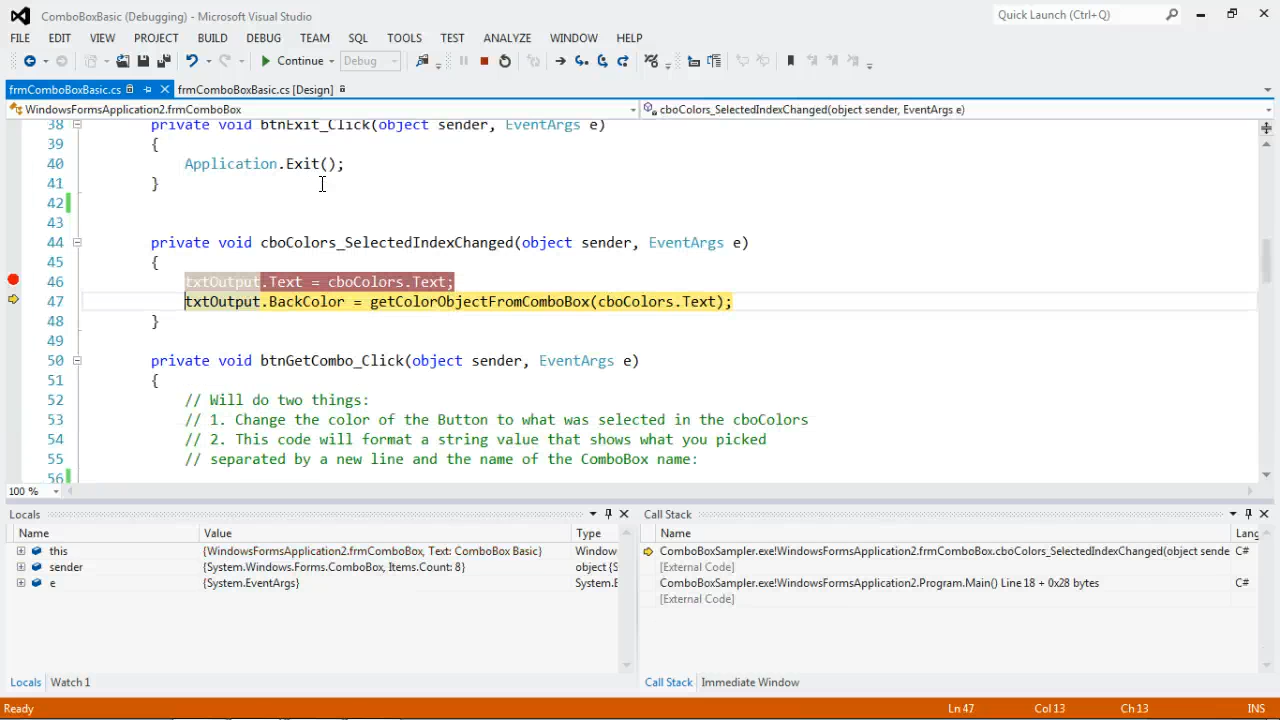 ComboBoxBasic (Debugging) - Microsoft Visual Studio
Quick Launch (Ctrl+Q)
FILE EDIT VIEW PROJECT BUILD DEBUG TEAM SQL TOOLS TEST ANALYZE WINDOW HELP
Continue Debug
frmComboBoxBasic.cs frmComboBoxBasic.cs [Design]
WindowsFormsApplication2.frmComboBox cboColors_SelectedIndexChanged(object sender, EventArgs e)
38 private void btnExit_Click(object sender, EventArgs e)
39 {
40 Application.Exit();
41 }
42
43
44 private void cboColors_SelectedIndexChanged(object sender, EventArgs e)
45 {
46 txtOutput.Text = cboColors.Text;
47 txtOutput.BackColor = getColorObjectFromComboBox(cboColors.Text);
48 }
49
50 private void btnGetCombo_Click(object sender, EventArgs e)
51 {
52 // Will do two things:
53 // 1. Change the color of the Button to what was selected in the cboColors
54 // 2. This code will format a string value that shows what you picked
55 // separated by a new line and the name of the ComboBox name:
56
100 %
Locals
Name Value Type
this {WindowsFormsApplication2.frmComboBox, Text: ComboBox Basic} Windows
sender {System.Windows.Forms.ComboBox, Items.Count: 8} object {S
e {System.EventArgs} System.E
Locals Watch 1
Call Stack
Name Lang
ComboBoxSampler.exe!WindowsFormsApplication2.frmComboBox.cboColors_SelectedIndexChanged(object sende C#
[External Code]
ComboBoxSampler.exe!WindowsFormsApplication2.Program.Main() Line 18 + 0x28 bytes C#
[External Code]
Call Stack Immediate Window
Ready Ln 47 Col 13 Ch 13 INS